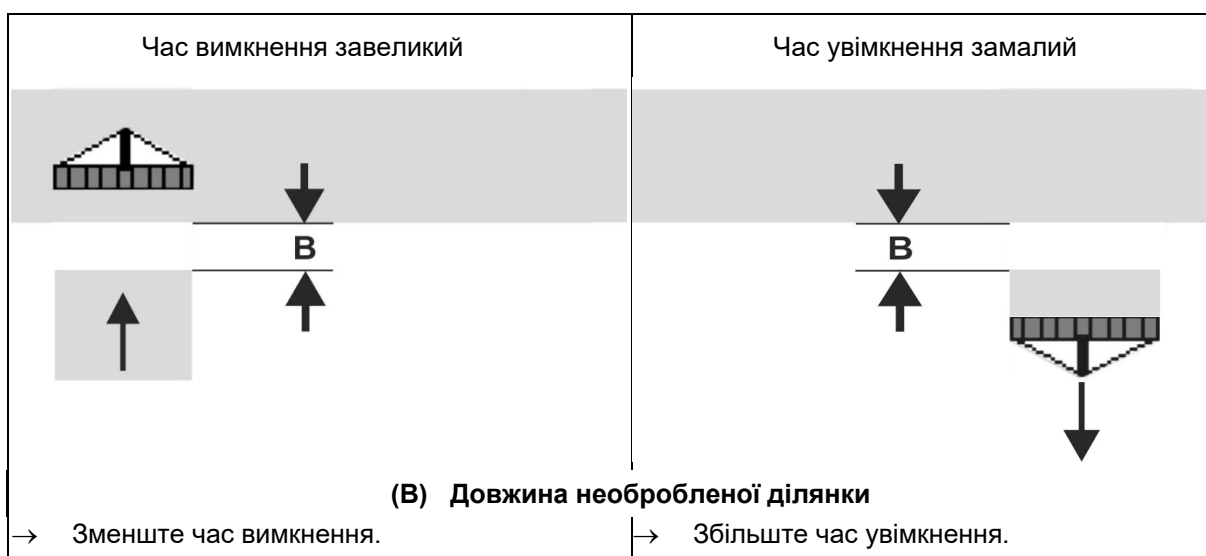 Час вимкнення завеликий
Час увімкнення замалий
B
B
(B) Довжина необробленої ділянки
→ Зменште час вимкнення.
→ Збільште час увімкнення.